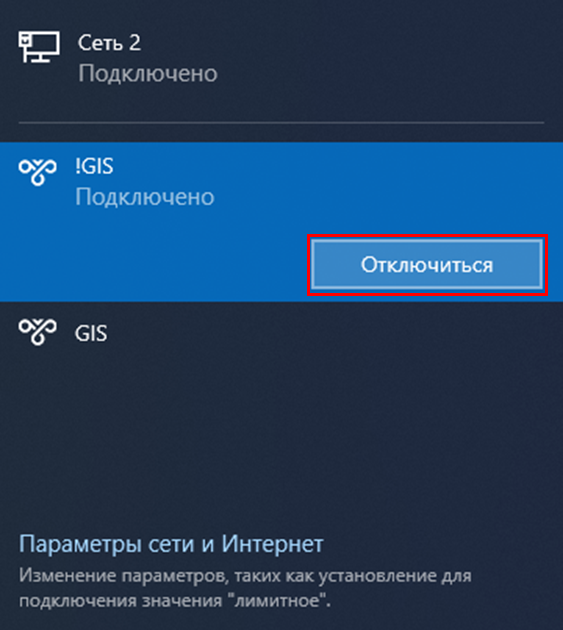 Сеть 2
Подключено
!GIS
Подключено
Отключиться
GIS
Параметры сети и Интернет
Изменение параметров, таких как установление для
подключения значения "лимитное".